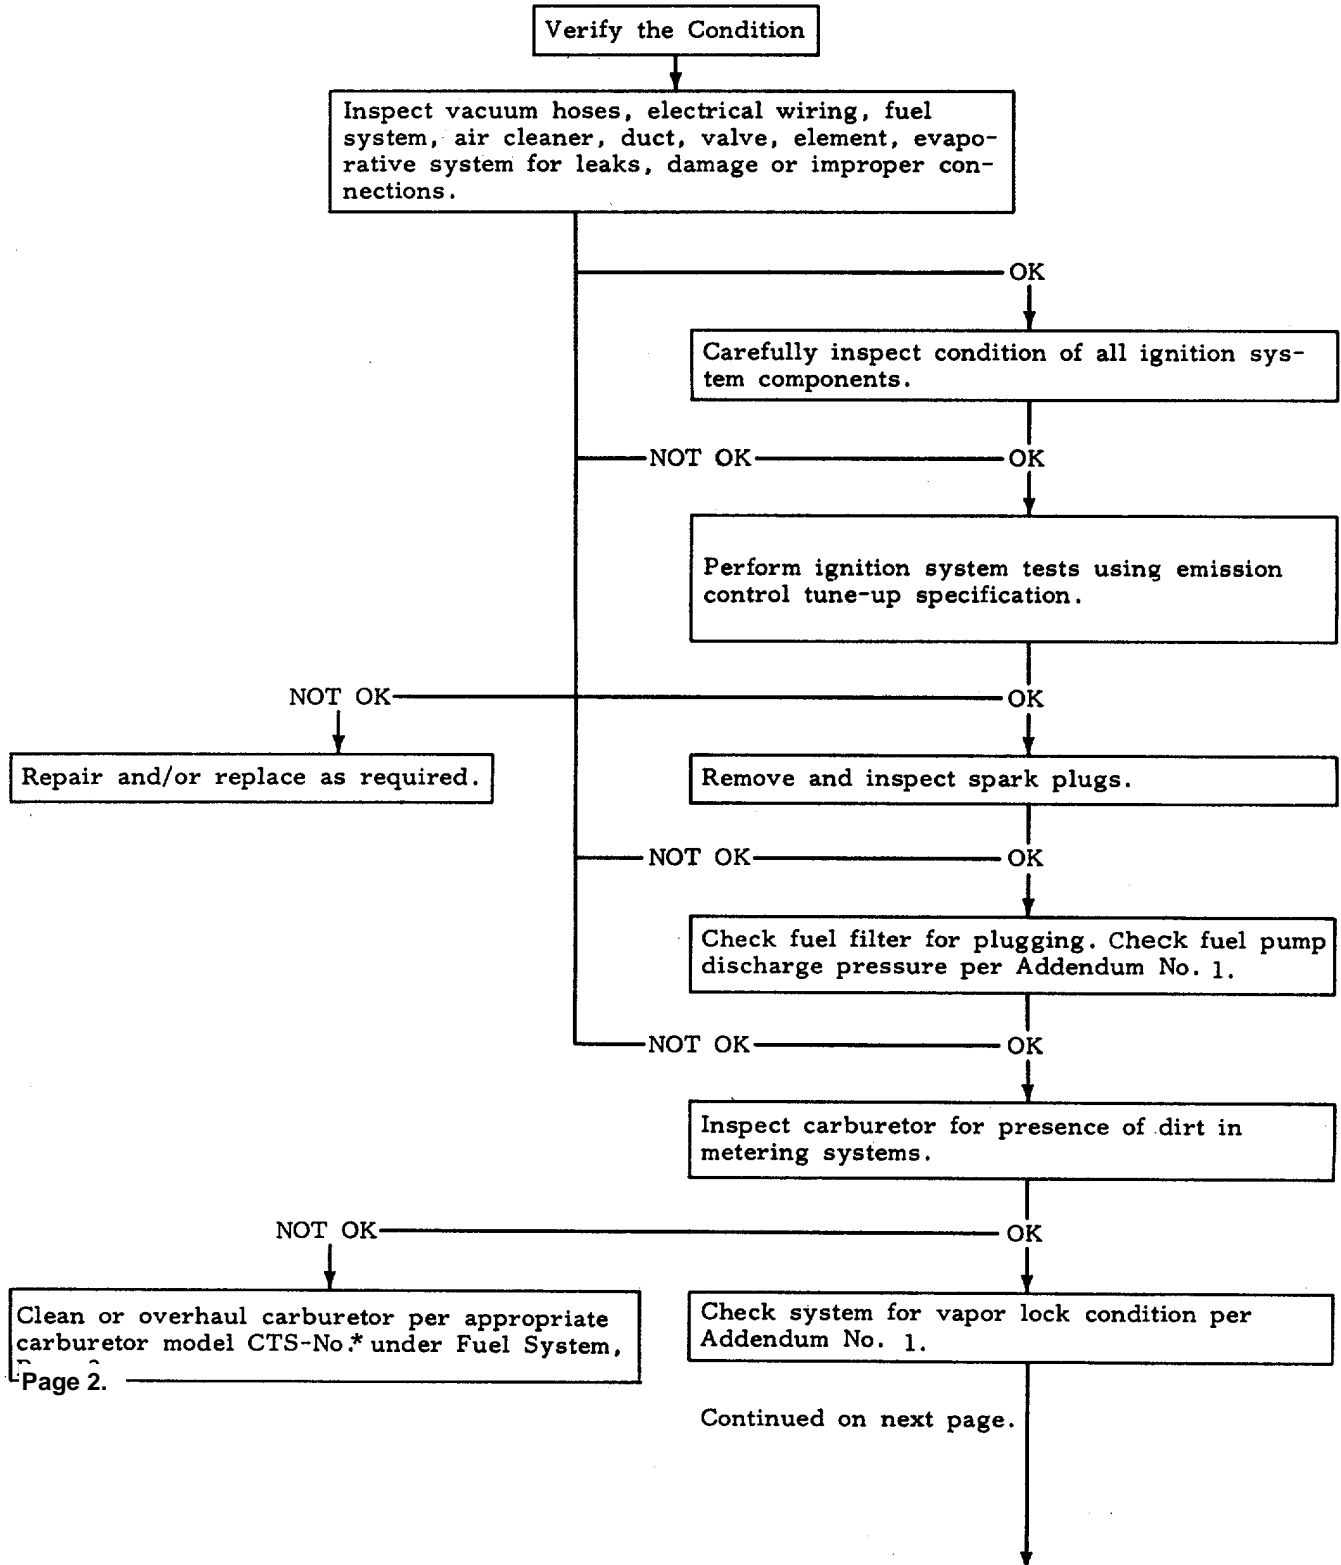 Verify the Condition
Inspect vacuum hoses, electrical wiring, fuel
system, air cleaner, duct, valve, element, evapo-
rative system for leaks, damage or improper con-
nections.
OK
Carefully inspect condition of all ignition sys-
tem components.
NOT OK
OK
Perform ignition system tests using emission
control tune-up specification.
NOT OK
OK
Repair and/or replace as required.
Remove and inspect spark plugs.
NOT OK
OK
Check fuel filter for plugging. Check fuel pump
discharge pressure per Addendum No. 1.
NOT OK
OK
Inspect carburetor for presence of dirt in
metering systems.
NOT OK
OK
Clean or overhaul carburetor per appropriate
carburetor model CTS-No.* under Fuel System,
Page 2.
Check system for vapor lock condition per
Addendum No. 1.
Continued on next page.